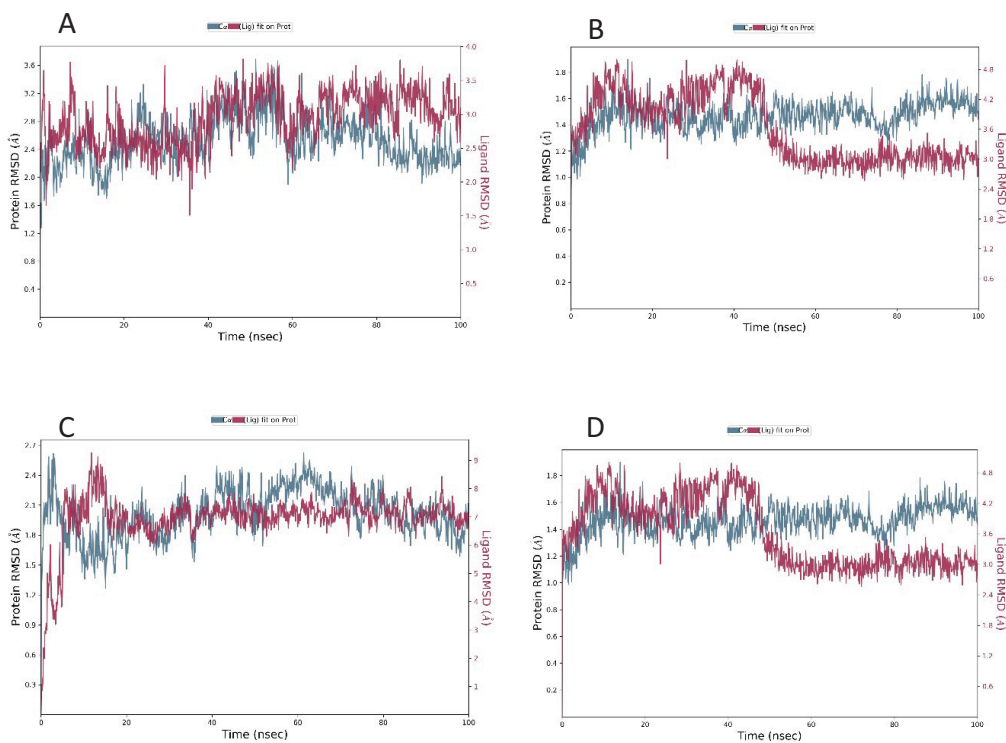 A
Cα (Lig) fit on Prot
Protein RMSD (Å)
3.6
3.2
2.8
2.4
2.0
1.6
1.2
0.8
0.4
4.0
3.5
3.0
2.5
2.0
1.5
1.0
0.5
Ligand RMSD (Å)
0 20 40 60 80 100
Time (nsec)
B
Cα (Lig) fit on Prot
Protein RMSD (Å)
1.8
1.6
1.4
1.2
1.0
0.8
0.6
0.4
0.2
4.8
4.2
3.6
3.0
2.4
1.8
1.2
0.6
Ligand RMSD (Å)
0 20 40 60 80 100
Time (nsec)
C
Cα (Lig) fit on Prot
Protein RMSD (Å)
2.7
2.4
2.1
1.8
1.5
1.2
0.9
0.6
0.3
9
8
7
6
5
4
3
2
1
Ligand RMSD (Å)
0 20 40 60 80 100
Time (nsec)
D
Cα (Lig) fit on Prot
Protein RMSD (Å)
1.8
1.6
1.4
1.2
1.0
0.8
0.6
0.4
0.2
4.8
4.2
3.6
3.0
2.4
1.8
1.2
0.6
Ligand RMSD (Å)
0 20 40 60 80 100
Time (nsec)